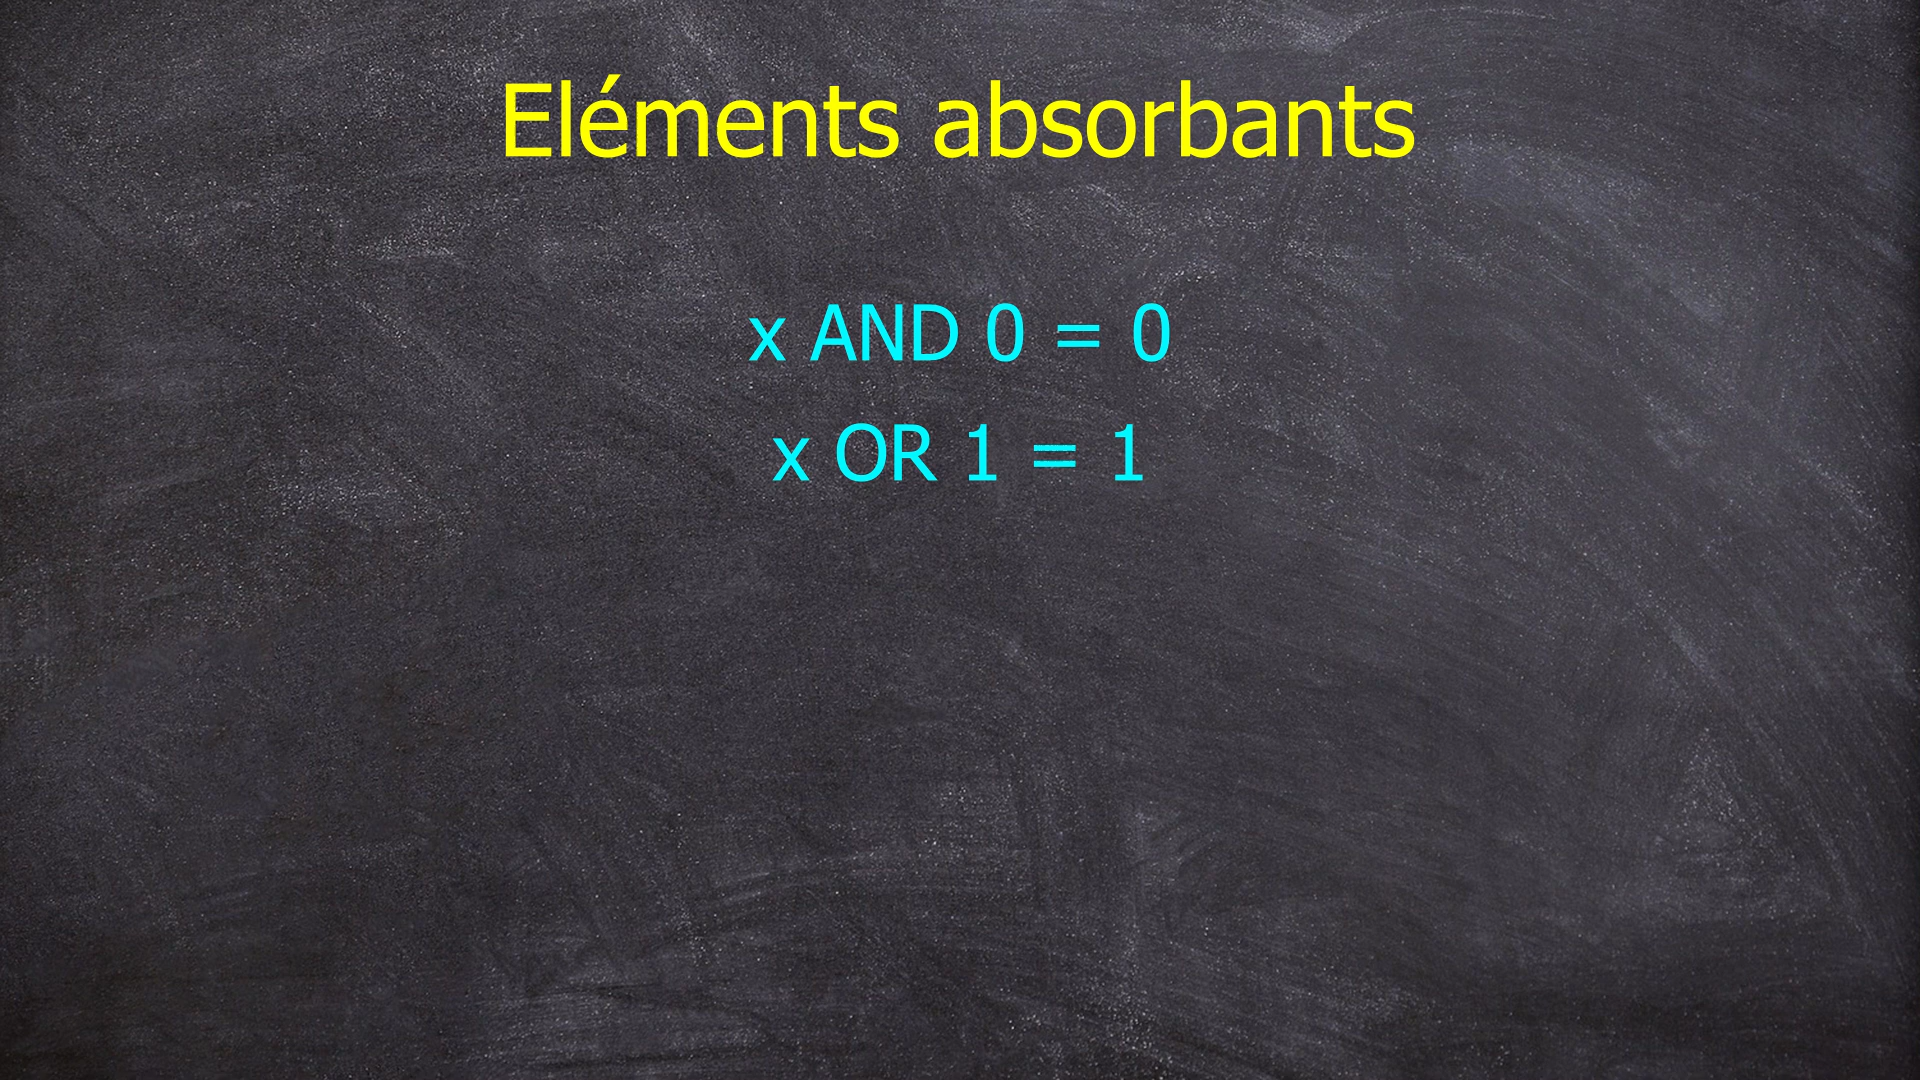 Eléments absorbants
x AND 0 = 0
x OR 1 = 1